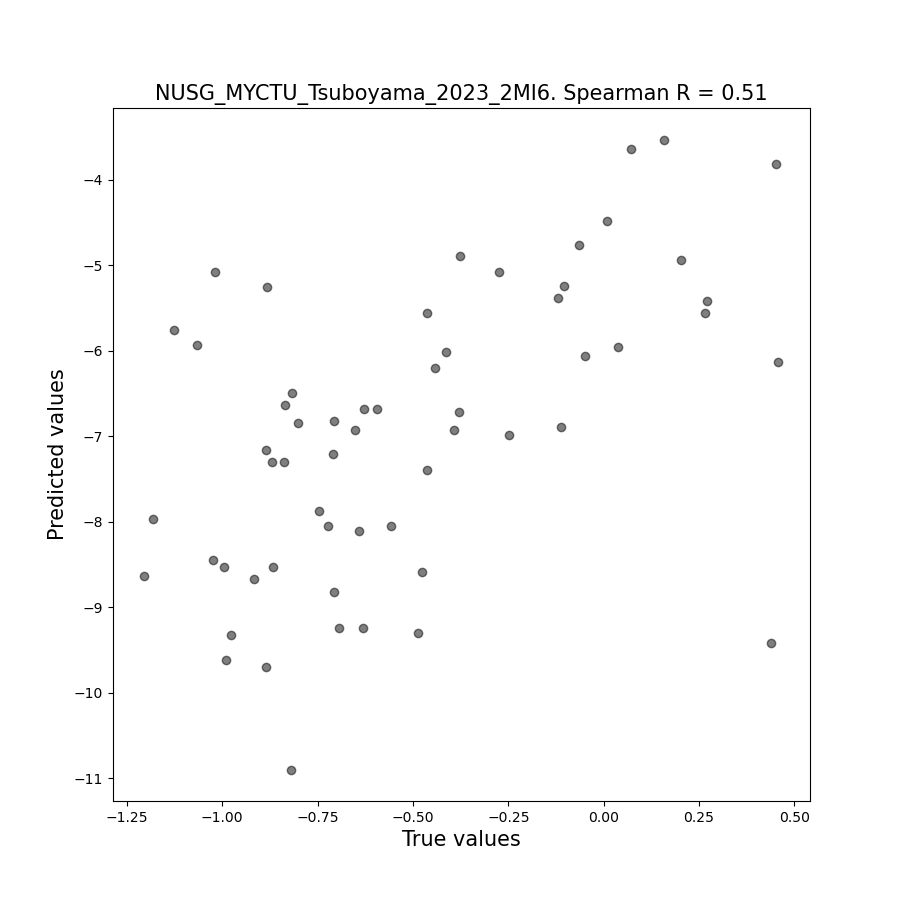 NUSG_MYCTU_Tsuboyama_2023_2MI6. Spearman R = 0.51
−4
−5
−6
−7
−8
−9
−10
−11
Predicted values
−1.25 −1.00 −0.75 −0.50 −0.25 0.00 0.25 0.50
True values